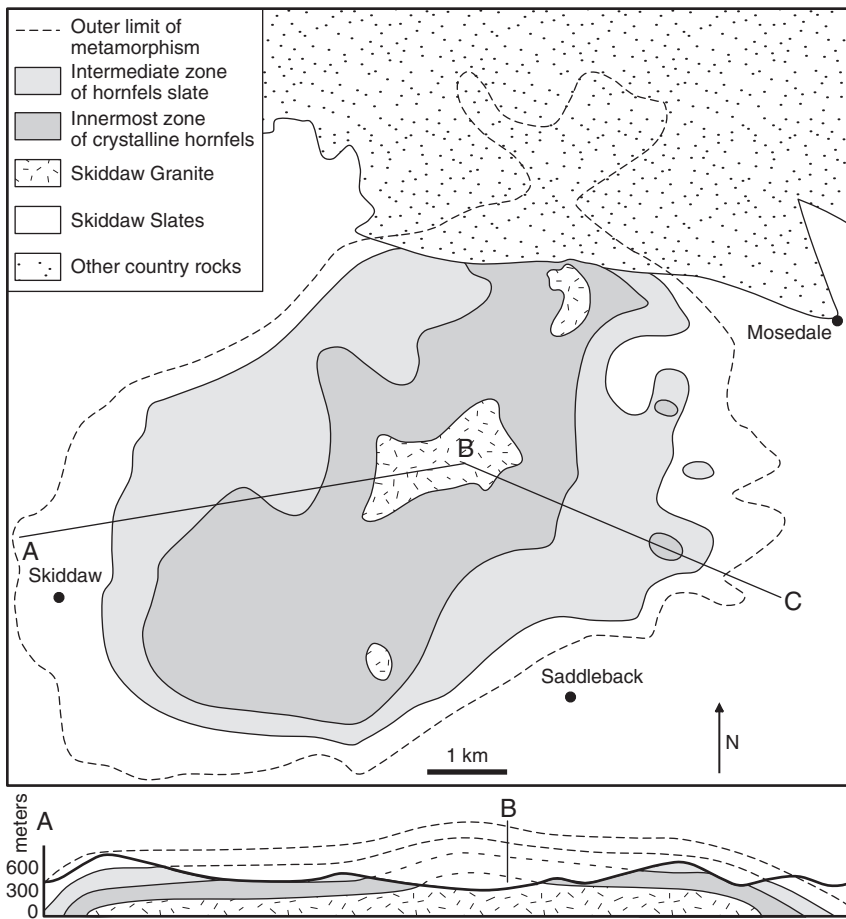 Outer limit of
metamorphism
Intermediate zone
of hornfels slate
Innermost zone
of crystalline hornfels
Skiddaw Granite
Skiddaw Slates
Other country rocks
Mosedale
B
A
Skiddaw
C
Saddleback
1 km
N
A
B
meters
600
300
0